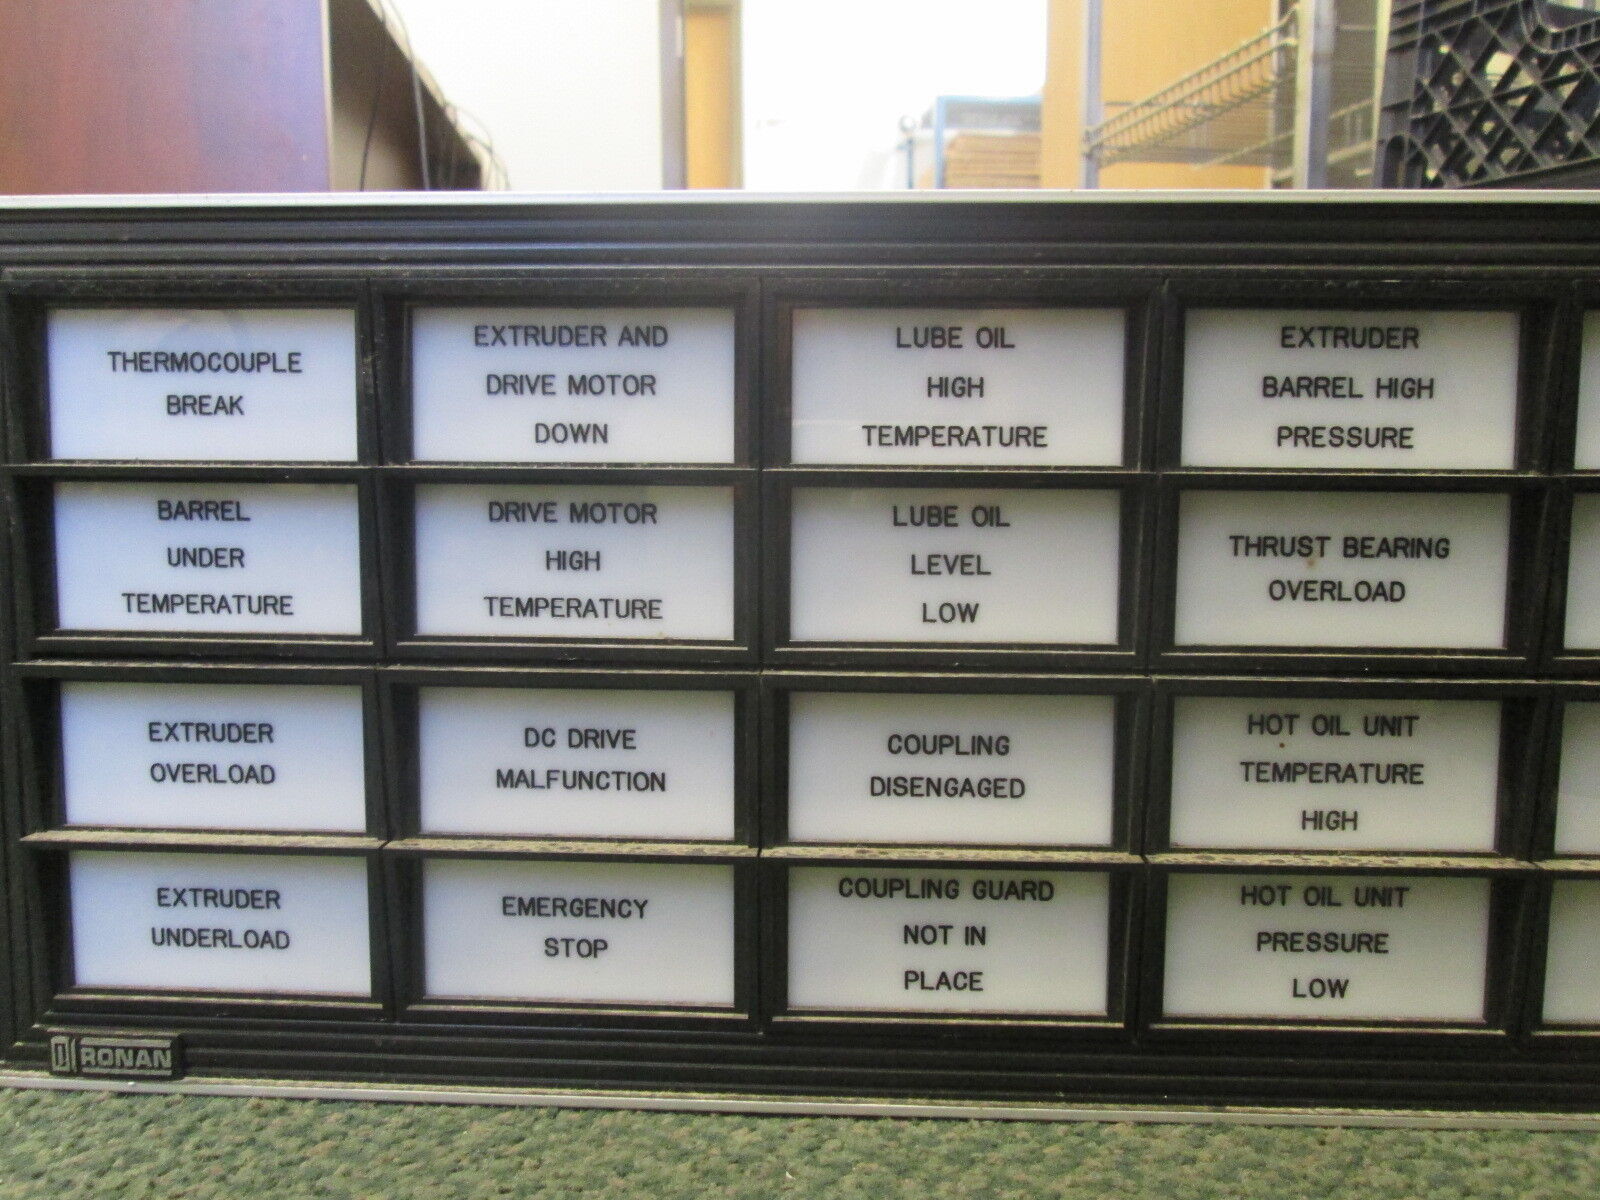 THERMOCOUPLE
BREAK
EXTRUDER AND
DRIVE MOTOR
DOWN
LUBE OIL
HIGH
TEMPERATURE
EXTRUDER
BARREL HIGH
PRESSURE
BARREL
UNDER
TEMPERATURE
DRIVE MOTOR
HIGH
TEMPERATURE
LUBE OIL
LEVEL
LOW
THRUST BEARING
OVERLOAD
EXTRUDER
OVERLOAD
DC DRIVE
MALFUNCTION
COUPLING
DISENGAGED
HOT OIL UNIT
TEMPERATURE
HIGH
EXTRUDER
UNDERLOAD
EMERGENCY
STOP
COUPLING GUARD
NOT IN
PLACE
HOT OIL UNIT
PRESSURE
LOW
RONAN